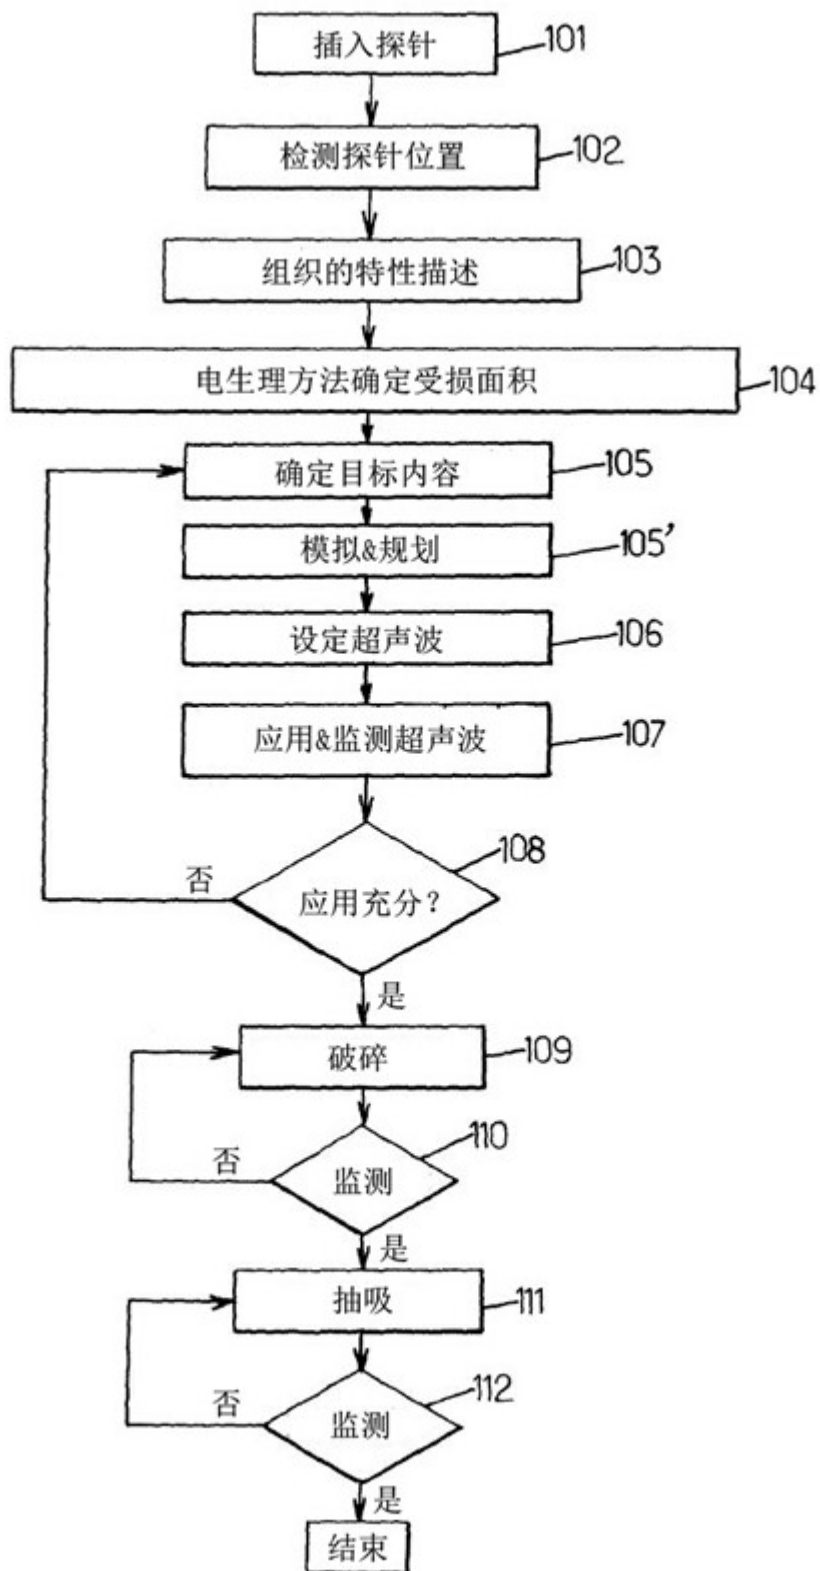 插入探针
101
检测探针位置
102
组织的特性描述
103
电生理方法确定受损面积
104
确定目标内容
105
模拟&规划
105’
设定超声波
106
应用&监测超声波
107
108
否
应用充分?
是
破碎
109
110
否
监测
是
抽吸
111
112
否
监测
是
结束